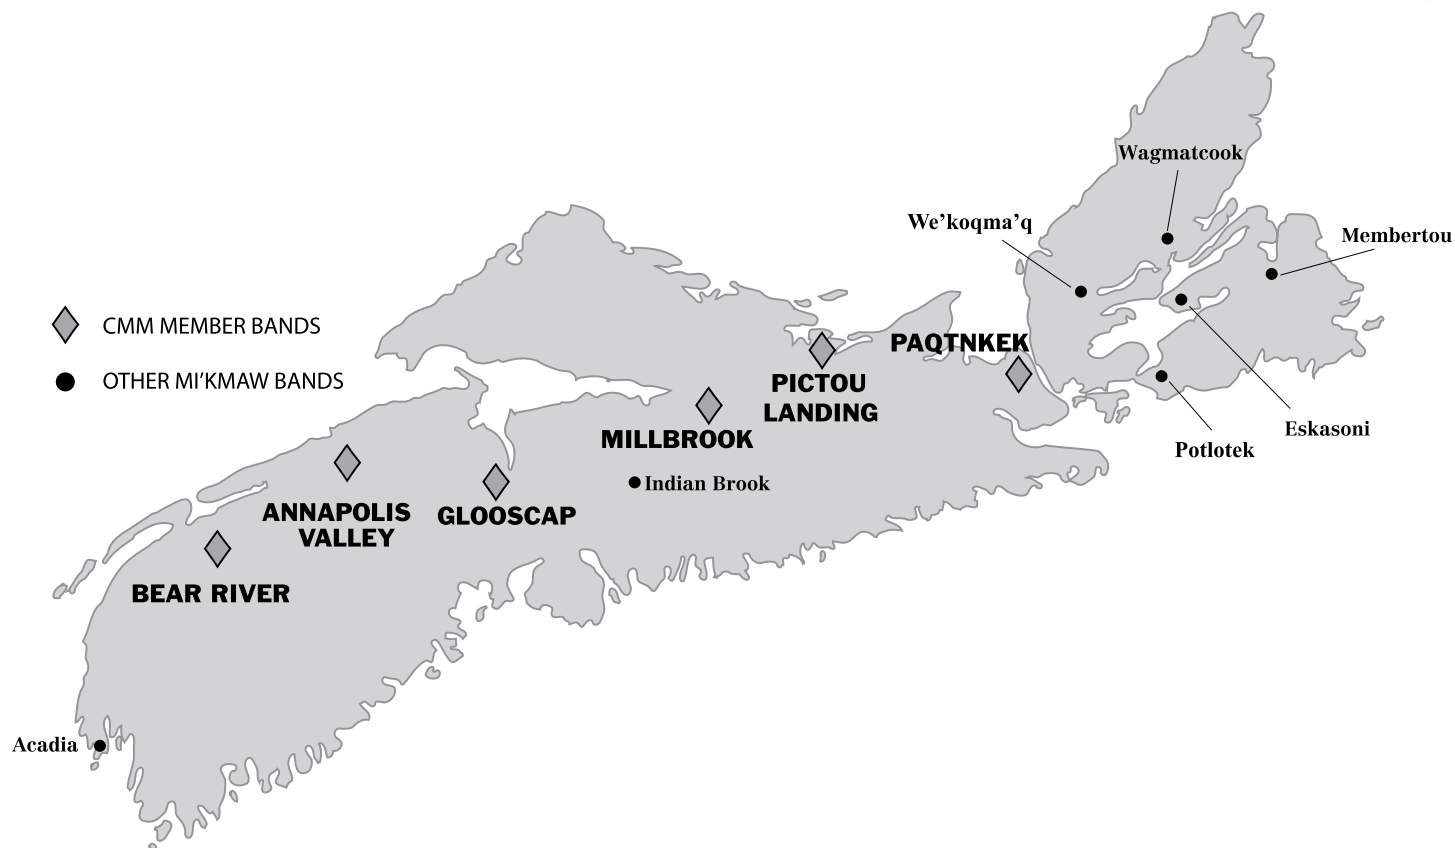 Wagmatcook
We’koqma’q
Membertou
CMM MEMBER BANDS
OTHER MI’KMAW BANDS
PAQTNKEK
PICTOU
LANDING
MILLBROOK
Eskasoni
Potlotek
Indian Brook
ANNAPOLIS
VALLEY
GLOOSCAP
BEAR RIVER
Acadia